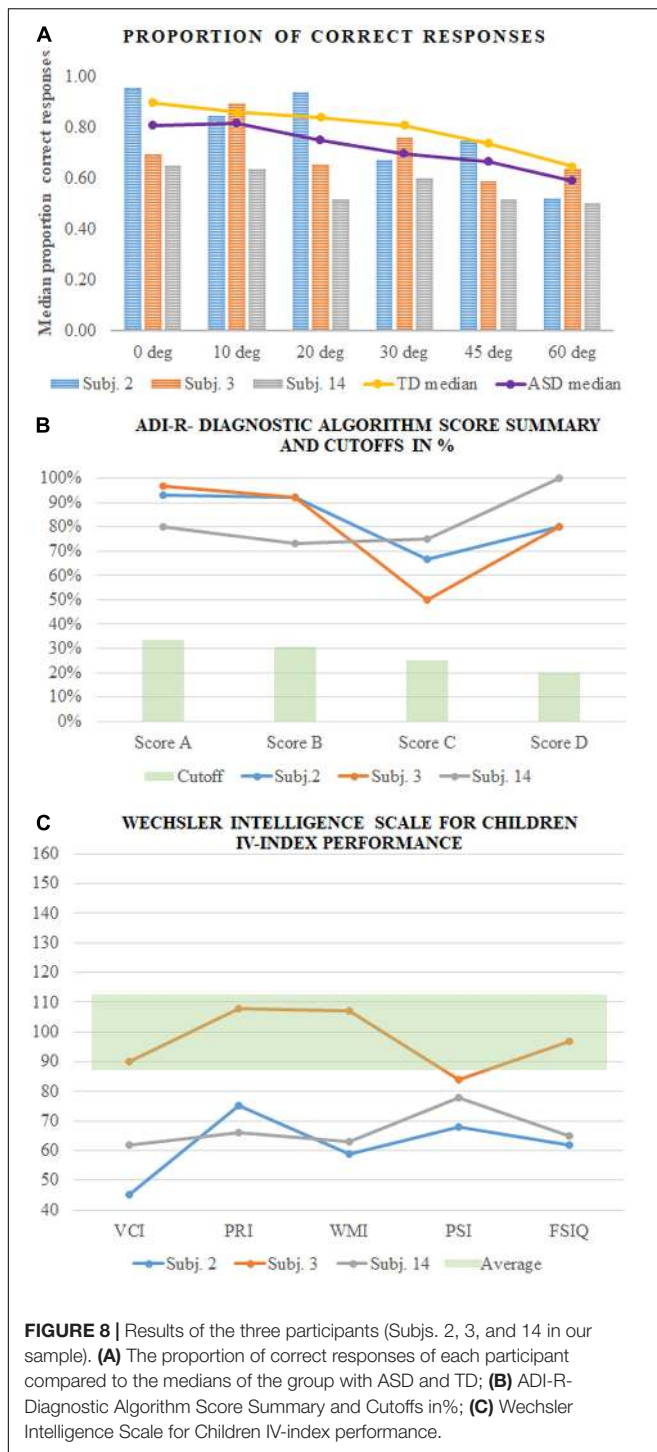 A
PROPORTION OF CORRECT RESPONSES
Median proportion correct responses
1.00
0.80
0.60
0.40
0.20
0.00
0 deg 10 deg 20 deg 30 deg 45 deg 60 deg
Subj. 2 Subj. 3 Subj. 14 TD median ASD median
B
ADI-R- DIAGNOSTIC ALGORITHM SCORE SUMMARY
AND CUTOFFS IN %
100%
90%
80%
70%
60%
50%
40%
30%
20%
10%
0%
Score A Score B Score C Score D
Cutoff Subj.2 Subj. 3 Subj. 14
C
WECHSLER INTELLIGENCE SCALE FOR CHILDREN
IV-INDEX PERFORMANCE
160
150
140
130
120
110
100
90
80
70
60
50
40
VCI PRI WMI PSI FSIQ
Subj. 2 Subj. 3 Subj. 14 Average
FIGURE 8 | Results of the three participants (Subjs. 2, 3, and 14 in our
sample). (A) The proportion of correct responses of each participant
compared to the medians of the group with ASD and TD; (B) ADI-R-
Diagnostic Algorithm Score Summary and Cutoffs in%; (C) Wechsler
Intelligence Scale for Children IV-index performance.